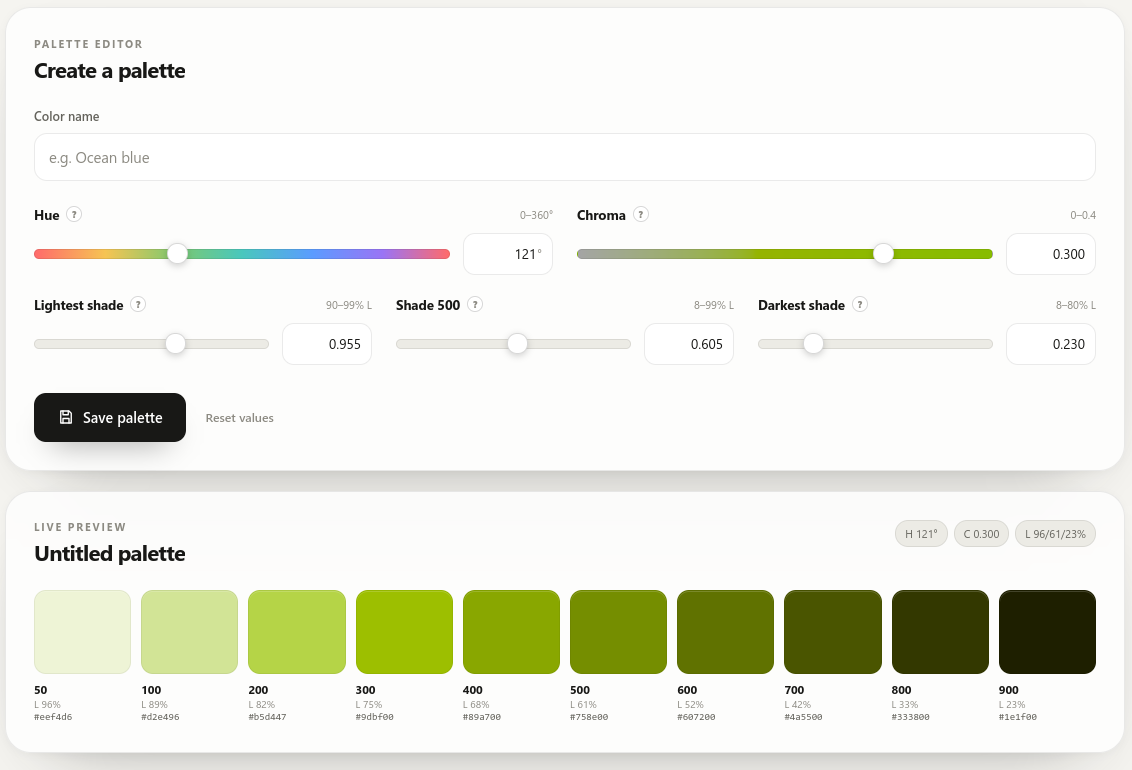 PALETTE EDITOR
Create a palette
Color name
e.g. Ocean blue
Hue ? 0–360° Chroma ? 0–0.4
121° 0.300
Lightest shade ? 90–99% L Shade 500 ? 8–99% L Darkest shade ? 8–80% L
0.955 0.605 0.230
Save palette Reset values
LIVE PREVIEW
Untitled palette
H 121° C 0.300 L 96/61/23%
50 100 200 300 400 500 600 700 800 900
L 96% L 89% L 82% L 75% L 68% L 61% L 52% L 42% L 33% L 23%
#eef4d6 #d2e496 #b5d447 #9dbf00 #89a700 #758e00 #607200 #4a5500 #333800 #1e1f00